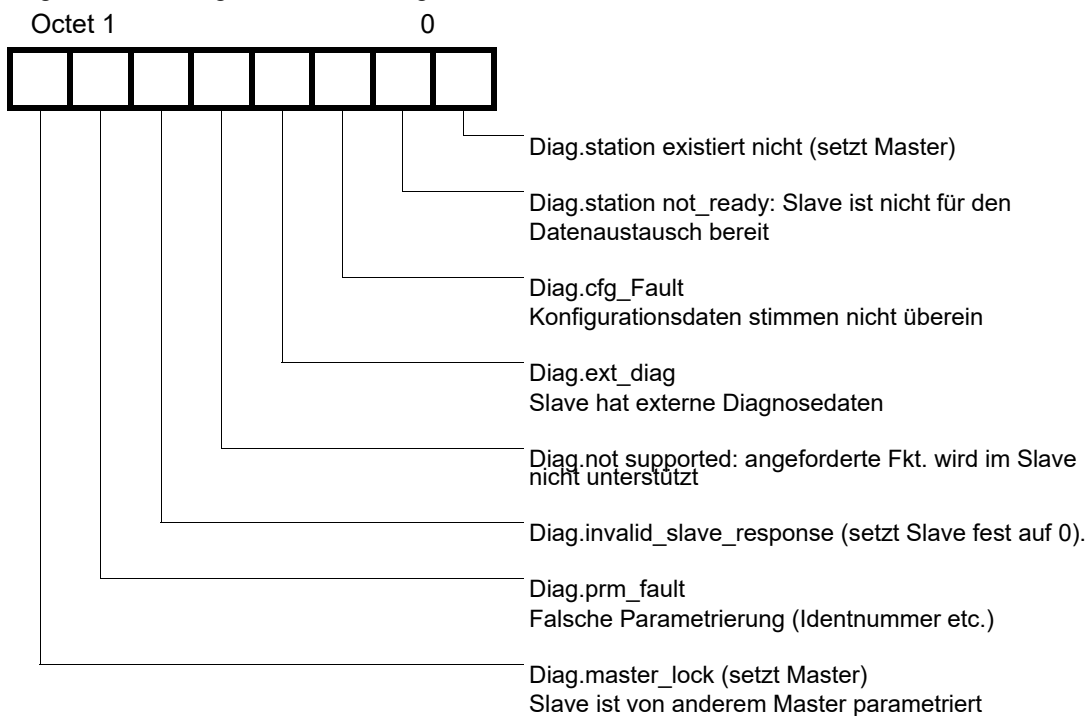 Octet 1 0
Diag.station existiert nicht (setzt Master)
Diag.station not_ready: Slave ist nicht für den
Datenaustausch bereit
Diag.cfg_Fault
Konfigurationsdaten stimmen nicht überein
Diag.ext_diag
Slave hat externe Diagnosedaten
Diag.not supported: angeforderte Fkt. wird im Slave
nicht unterstützt
Diag.invalid_slave_response (setzt Slave fest auf 0).
Diag.prm_fault
Falsche Parametrierung (Identnummer etc.)
Diag.master_lock (setzt Master)
Slave ist von anderem Master parametriert